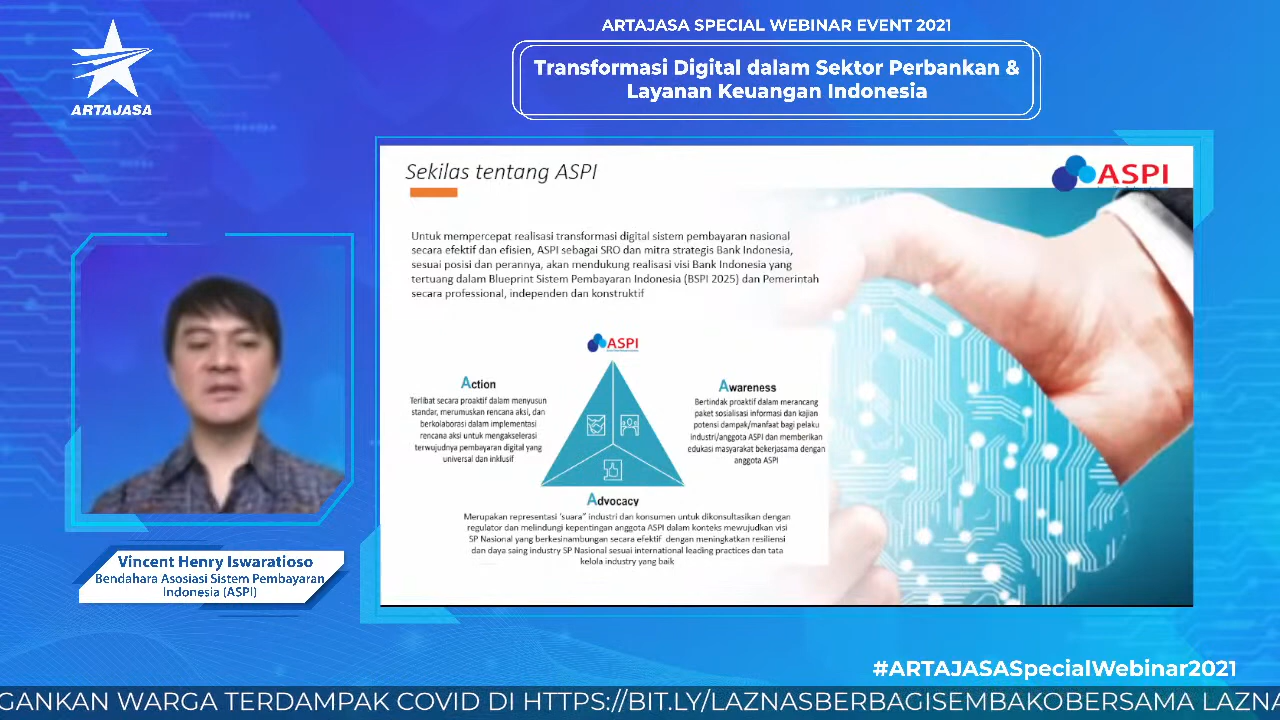 ARTAJASA
ARTAJASA SPECIAL WEBINAR EVENT 2021
Transformasi Digital dalam Sektor Perbankan &
Layanan Keuangan Indonesia
Sekilas tentang ASPI
ASPI
Untuk mempercepat realisasi transformasi digital sistem pembayaran nasional
secara efektif dan efisien, ASPI sebagai SRO dan mitra strategis Bank Indonesia,
sesuai posisi dan perannya, akan mendukung realisasi visi Bank Indonesia yang
tertuang dalam Blueprint Sistem Pembayaran Indonesia (BSPI 2025) dan Pemerintah
secara professional, independen dan konstruktif
ASPI
Action
Terlibat secara proaktif dalam menyusun
standar, merumuskan rencana aksi, dan
berkolaborasi dalam implementasi
rencana aksi untuk mengakselerasi
terwujudnya pembayaran digital yang
universal dan inklusif
Awareness
Bertindak proaktif dalam merancang
paket sosialisasi informasi dan kajian
potensi dampak/manfaat bagi pelaku
industri/anggota ASPI dan memberikan
edukasi masyarakat bekerjasama dengan
anggota ASPI
Advocacy
Merupakan representasi "suara" industri dan konsumen untuk dikonsultasikan dengan
regulator dan melindungi kepentingan anggota ASPI dalam konteks mewujudkan visi
SP Nasional yang berkesinambungan secara efektif dengan meningkatkan resiliensi
dan daya saing industry SP Nasional sesuai international leading practices dan tata
kelola industry yang baik
Vincent Henry Iswaratioso
Bendahara Asosiasi Sistem Pembayaran
Indonesia (ASPI)
#ARTAJASASpecialWebinar2021
GANKAN WARGA TERDAMPAK COVID DI HTTPS://BIT.LY/LAZNASBERBAGISEMBAKOBERSAMA LAZNA